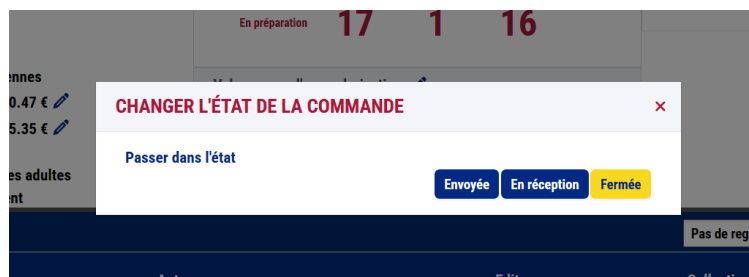 En préparation 17 1 16
ennes
0.47 €
5.35 €
CHANGER L'ÉTAT DE LA COMMANDE ×
Passer dans l'état
es adultes
Envoyée En réception Fermée
nt
Pas de reg